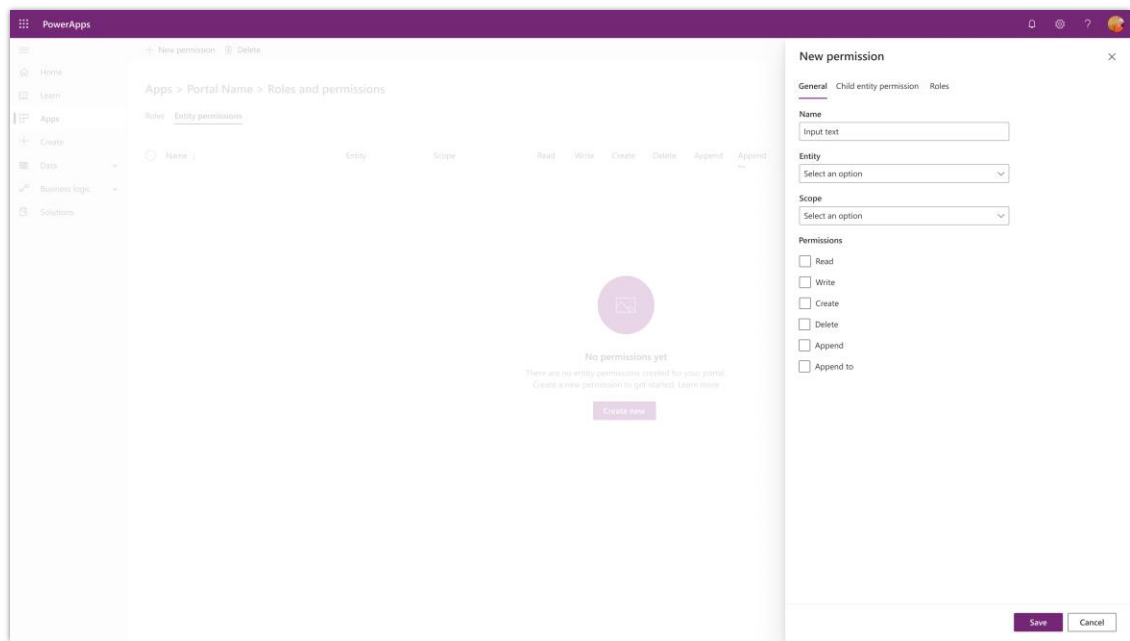 PowerApps
?
New permission Delete
Home
Learn
Apps
Create
Data
Business logic
Solutions
Apps > Portal Name > Roles and permissions
Roles Entity permissions
Name ↓ Entity Scope Read Write Create Delete Append Append
No permissions yet
There are no entity permissions created for your portal.
Create a new permission to get started. Learn more
Create new
New permission
General Child entity permission Roles
Name
Input text
Entity
Select an option
Scope
Select an option
Permissions
Read
Write
Create
Delete
Append
Append to
Save Cancel